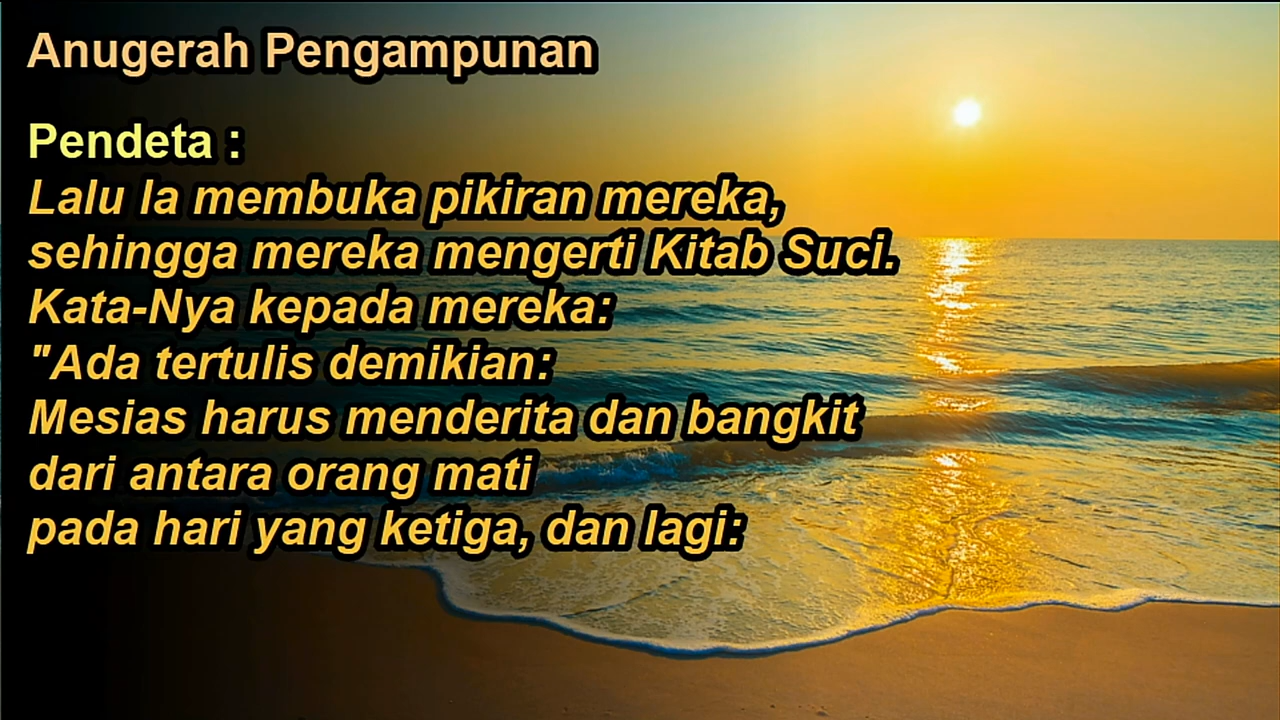 Anugerah Pengampunan
Pendeta :
Lalu Ia membuka pikiran mereka,
sehingga mereka mengerti Kitab Suci.
Kata-Nya kepada mereka:
"Ada tertulis demikian:
Mesias harus menderita dan bangkit
dari antara orang mati
pada hari yang ketiga, dan lagi: